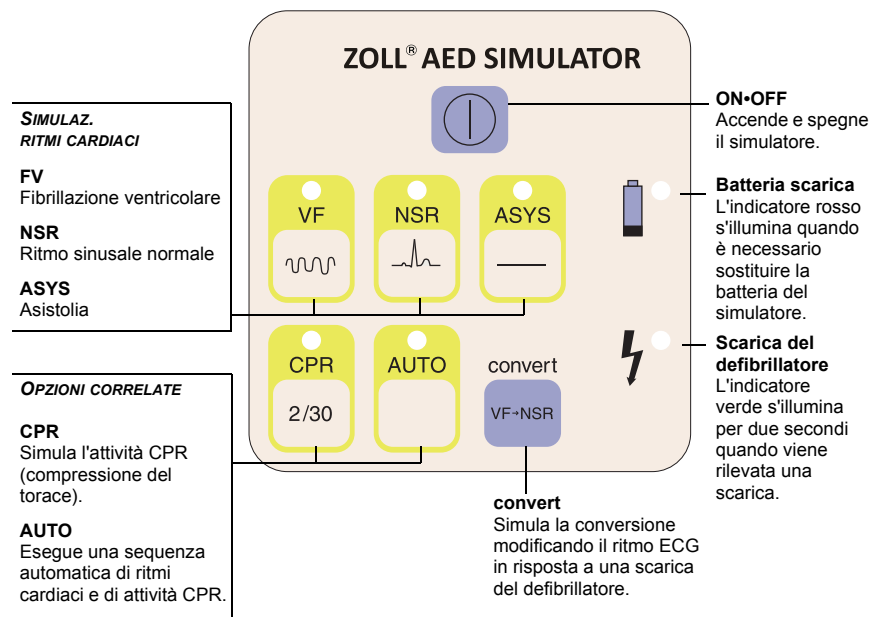 ZOLL® AED SIMULATOR
SIMULAZ.
RITMI CARDIACI
FV
Fibrillazione ventricolare
NSR
Ritmo sinusale normale
ASYS
Asistolia
OPZIONI CORRELATE
CPR
Simula l'attività CPR
(compressione del
torace).
AUTO
Esegue una sequenza
automatica di ritmi
cardiaci e di attività CPR.
VF
NSR
ASYS
CPR
AUTO
convert
2/30
VF→NSR
convert
Simula la conversione
modificando il ritmo ECG
in risposta a una scarica
del defibrillatore.
ON•OFF
Accende e spegne
il simulatore.
Batteria scarica
L'indicatore rosso
s'illumina quando
è necessario
sostituire la
batteria del
simulatore.
Scarica del
defibrillatore
L'indicatore
verde s'illumina
per due secondi
quando viene
rilevata una
scarica.